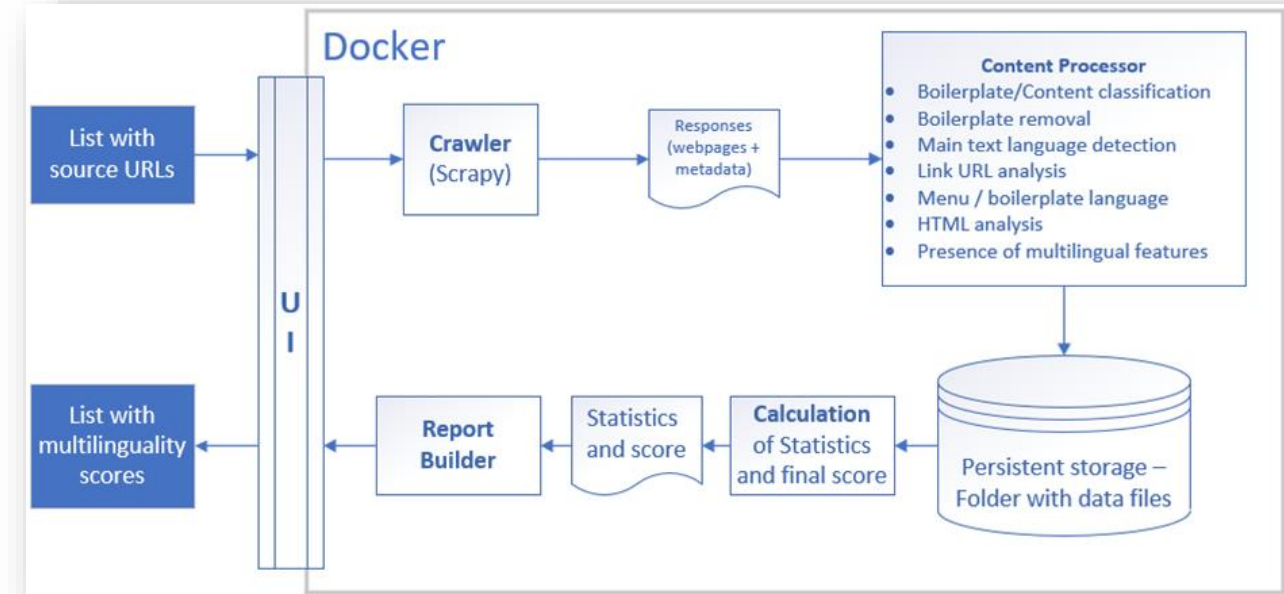 Docker
List with
source URLs
U
I
Crawler
(Scrapy)
Responses
(webpages +
metadata)
Content Processor
• Boilerplate/Content classification
• Boilerplate removal
• Main text language detection
• Link URL analysis
• Menu / boilerplate language
• HTML analysis
• Presence of multilingual features
List with
multilinguality
scores
Report
Builder
Statistics
and score
Calculation
of Statistics
and final score
Persistent storage –
Folder with data files